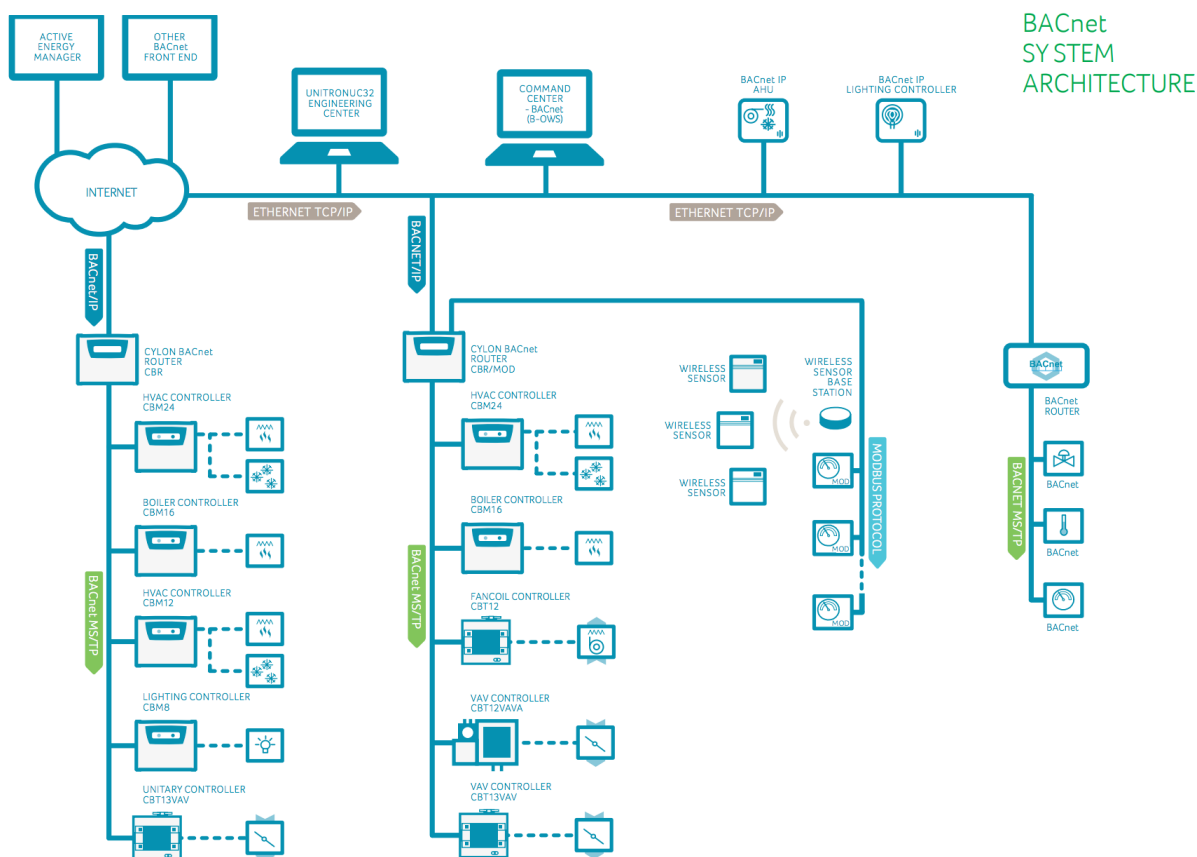 BACnet
SY STEM
ARCHITECTURE
ACTIVE
ENERGY
MANAGER
OTHER
BACnet
FRONT END
UNITRONUC32
ENGINEERING
CENTER
COMMAND
CENTER
- BACnet
(B-OWS)
BACnet IP
AHU
BACnet IP
LIGHTING CONTROLLER
INTERNET
ETHERNET TCP/IP
ETHERNET TCP/IP
BACnet/IP
BACNET/IP
CYLON BACnet
ROUTER
CBR
HVAC CONTROLLER
CBM24
BOILER CONTROLLER
CBM16
BACnet MS/TP
HVAC CONTROLLER
CBM12
LIGHTING CONTROLLER
CBM8
UNITARY CONTROLLER
CBT13VAV
CYLON BACnet
ROUTER
CBR/MOD
HVAC CONTROLLER
CBM24
BOILER CONTROLLER
CBM16
BACnet MS/TP
FANCOIL CONTROLLER
CBT12
VAV CONTROLLER
CBT12VAVA
VAV CONTROLLER
CBT13VAV
WIRELESS
SENSOR
WIRELESS
SENSOR
WIRELESS
SENSOR
WIRELESS
SENSOR
BASE
STATION
MOD
MOD
MOD
MODBUS PROTOCOL
BACnet
BACnet
ROUTER
BACNET MS/TP
BACnet
BACnet
BACnet